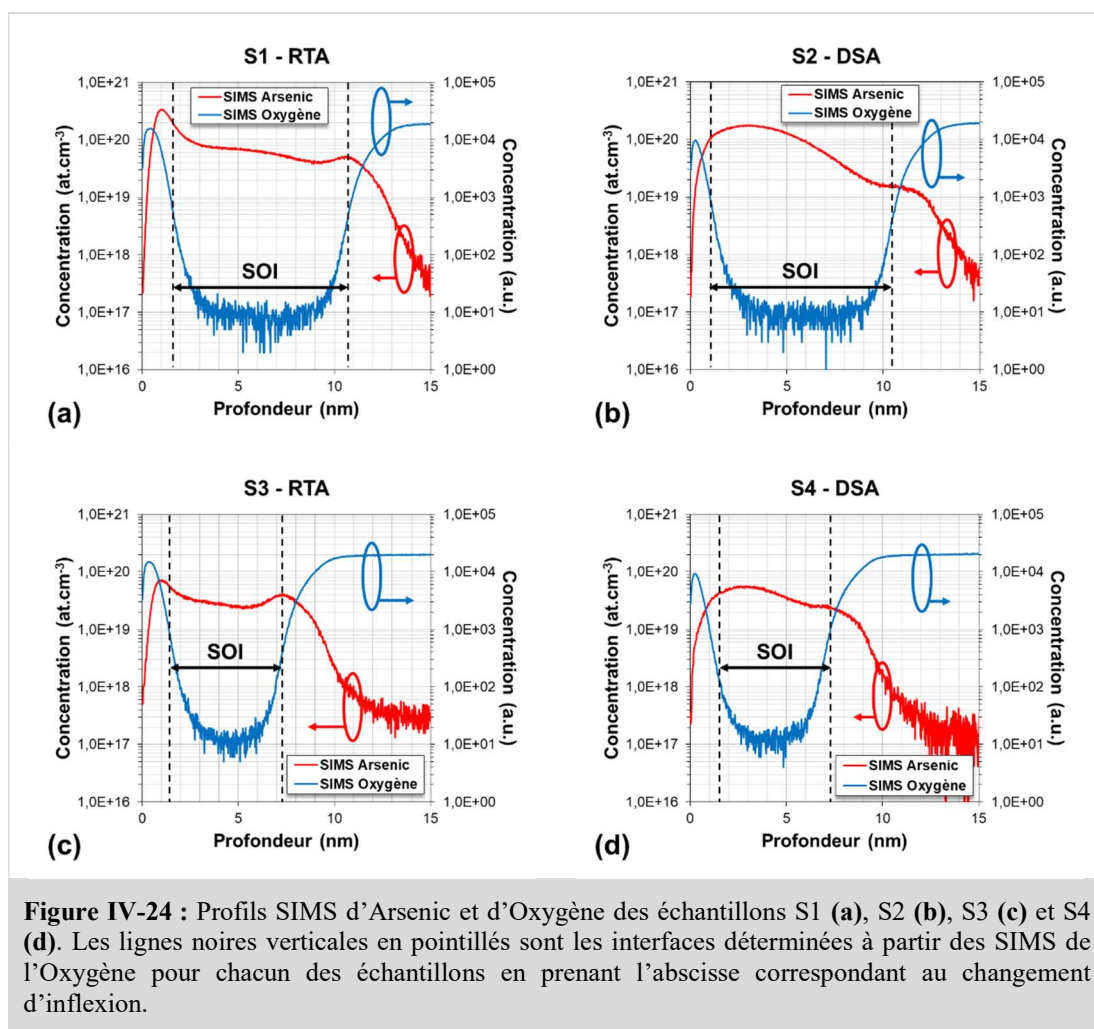 S1 - RTA
1,0E+21
1,0E+20
1,0E+19
1,0E+18
1,0E+17
1,0E+16
Concentration (at.cm-3)
SIMS Arsenic
SIMS Oxygène
SOI
1,0E+05
1,0E+04
1,0E+03
1,0E+02
1,0E+01
1,0E+00
Concentration (a.u.)
0 5 10 15
Profondeur (nm)
(a)
S2 - DSA
1,0E+21
1,0E+20
1,0E+19
1,0E+18
1,0E+17
1,0E+16
Concentration (at.cm-3)
SIMS Arsenic
SIMS Oxygène
SOI
1,0E+05
1,0E+04
1,0E+03
1,0E+02
1,0E+01
1,0E+00
Concentration (a.u.)
0 5 10 15
Profondeur (nm)
(b)
S3 - RTA
1,0E+21
1,0E+20
1,0E+19
1,0E+18
1,0E+17
1,0E+16
Concentration (at.cm-3)
SOI
SIMS Arsenic
SIMS Oxygène
1,0E+05
1,0E+04
1,0E+03
1,0E+02
1,0E+01
1,0E+00
Concentration (a.u.)
0 5 10 15
Profondeur (nm)
(c)
S4 - DSA
1,0E+21
1,0E+20
1,0E+19
1,0E+18
1,0E+17
1,0E+16
Concentration (at.cm-3)
SOI
SIMS Arsenic
SIMS Oxygène
1,0E+05
1,0E+04
1,0E+03
1,0E+02
1,0E+01
1,0E+00
Concentration (a.u.)
0 5 10 15
Profondeur (nm)
(d)
Figure IV-24 : Profils SIMS d’Arsenic et d’Oxygène des échantillons S1 (a), S2 (b), S3 (c) et S4
(d). Les lignes noires verticales en pointillés sont les interfaces déterminées à partir des SIMS de
l’Oxygène pour chacun des échantillons en prenant l’abscisse correspondant au changement
d’inflexion.